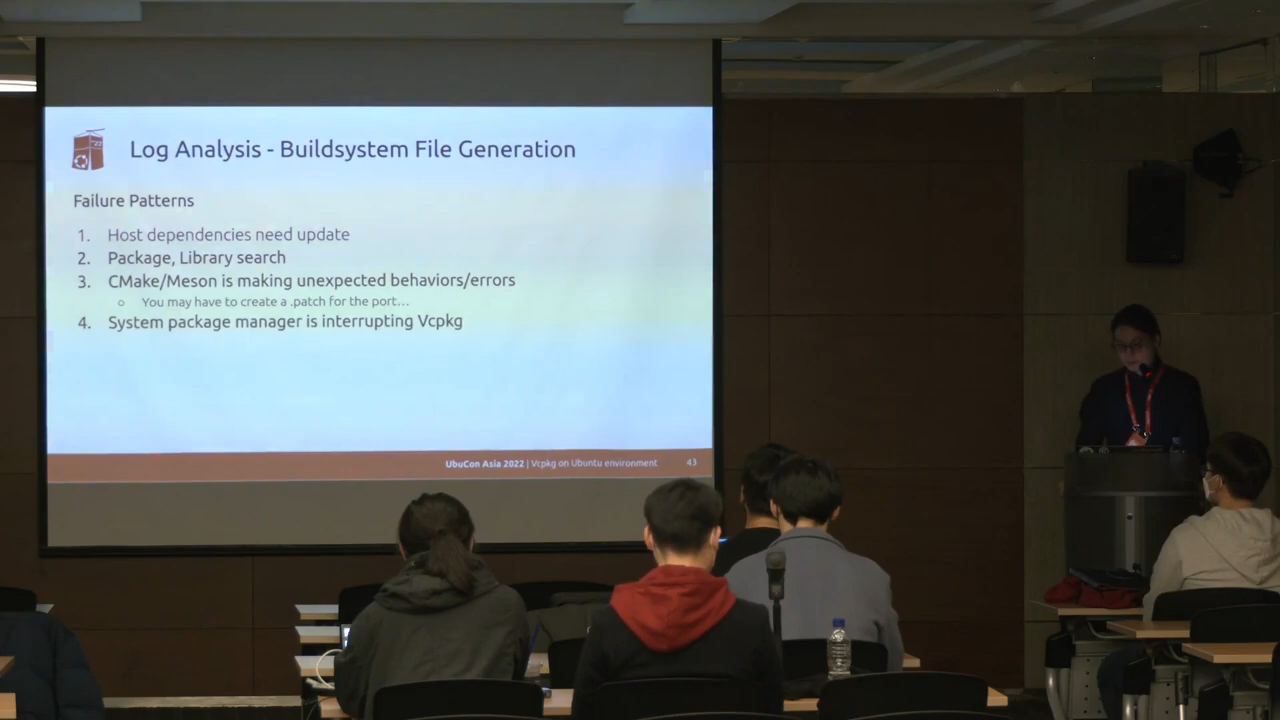 '22
Log Analysis - Buildsystem File Generation
Failure Patterns
1. Host dependencies need update
2. Package, Library search
3. CMake/Meson is making unexpected behaviors/errors
○ You may have to create a .patch for the port...
4. System package manager is interrupting Vcpkg
UbuCon Asia 2022 | Vcpkg on Ubuntu environment 43